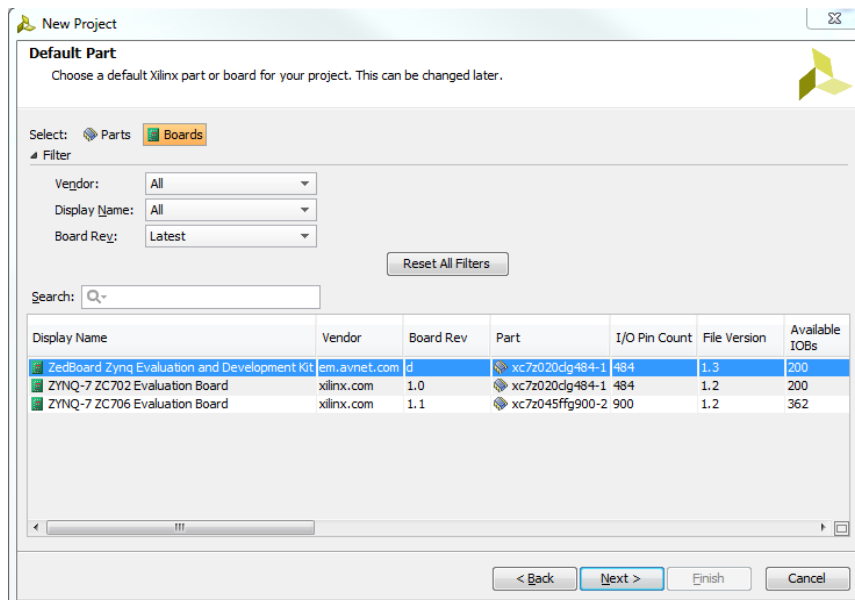 New Project
Default Part
Choose a default Xilinx part or board for your project. This can be changed later.
Select: Parts Boards
Filter
Vendor: All
Display Name: All
Board Rev: Latest
Reset All Filters
Search:
Display Name Vendor Board Rev Part I/O Pin Count File Version Available IOBs
ZedBoard Zynq Evaluation and Development Kit em.avnet.com d xc7z020clg484-1 484 1.3 200
ZYNQ-7 ZC702 Evaluation Board xilinx.com 1.0 xc7z020clg484-1 484 1.2 200
ZYNQ-7 ZC706 Evaluation Board xilinx.com 1.1 xc7z045ffg900-2 900 1.2 362
< Back Next > Finish Cancel